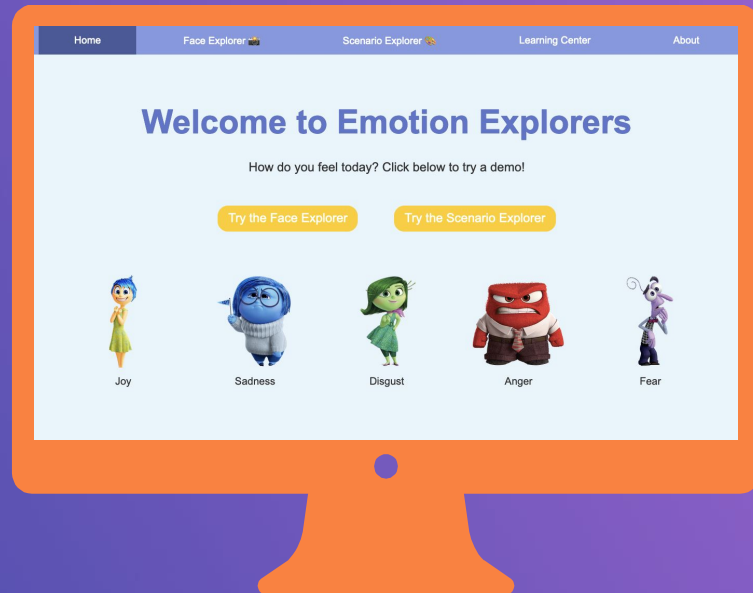 Home Face Explorer 📸 Scenario Explorer 🎭 Learning Center About
Welcome to Emotion Explorers
How do you feel today? Click below to try a demo!
Try the Face Explorer Try the Scenario Explorer
Joy Sadness Disgust Anger Fear